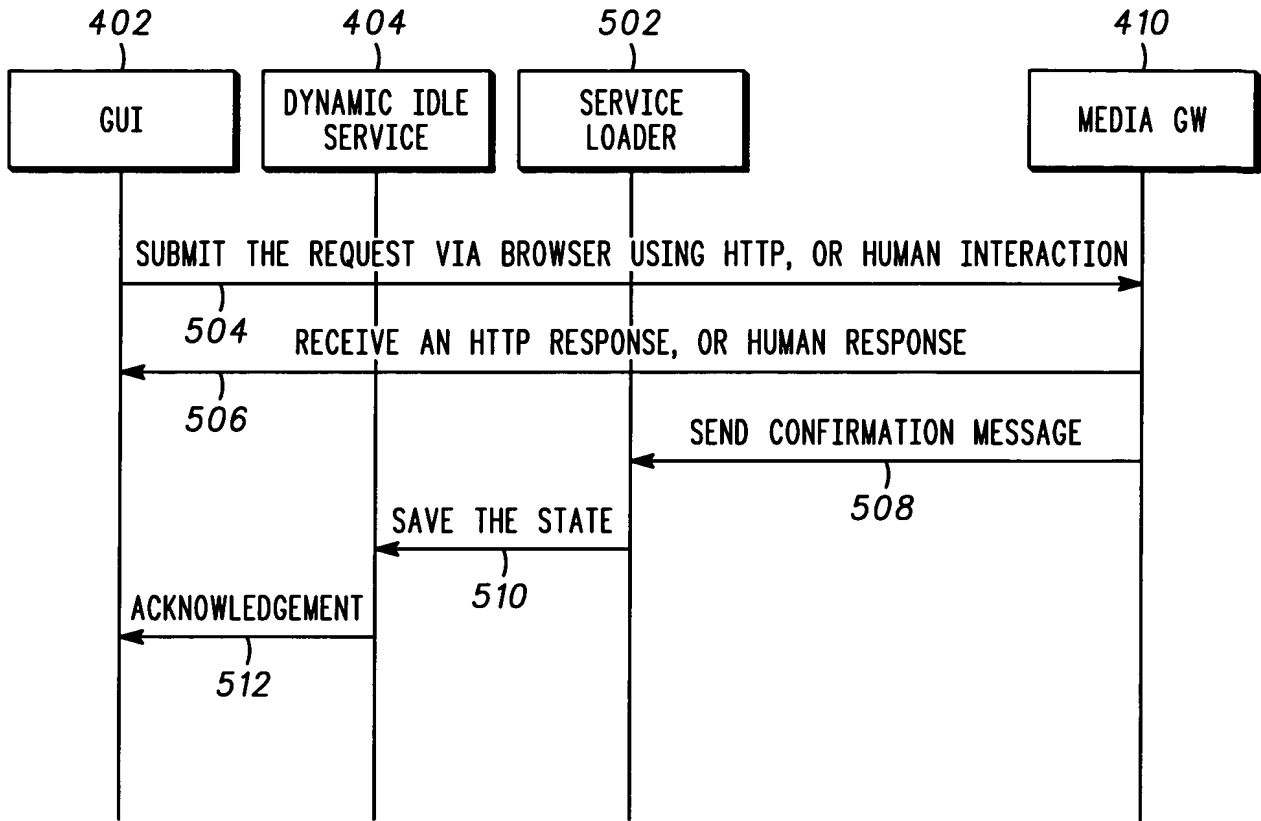 402
404
502
410
GUI
DYNAMIC IDLE
SERVICE
SERVICE
LOADER
MEDIA GW
SUBMIT THE REQUEST VIA BROWSER USING HTTP, OR HUMAN INTERACTION
504
RECEIVE AN HTTP RESPONSE, OR HUMAN RESPONSE
506
SEND CONFIRMATION MESSAGE
508
SAVE THE STATE
510
ACKNOWLEDGEMENT
512